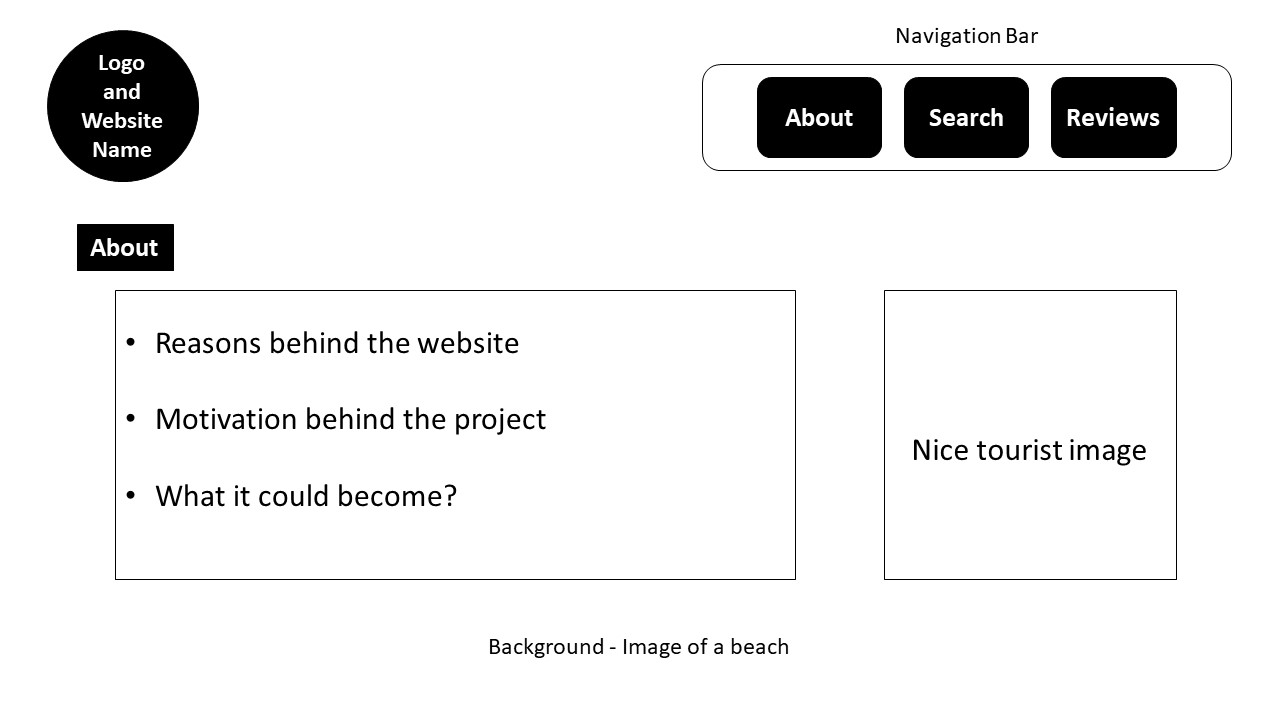 Logo
and
Website
Name
Navigation Bar
About
Search
Reviews
About
• Reasons behind the website
• Motivation behind the project
• What it could become?
Nice tourist image
Background - Image of a beach